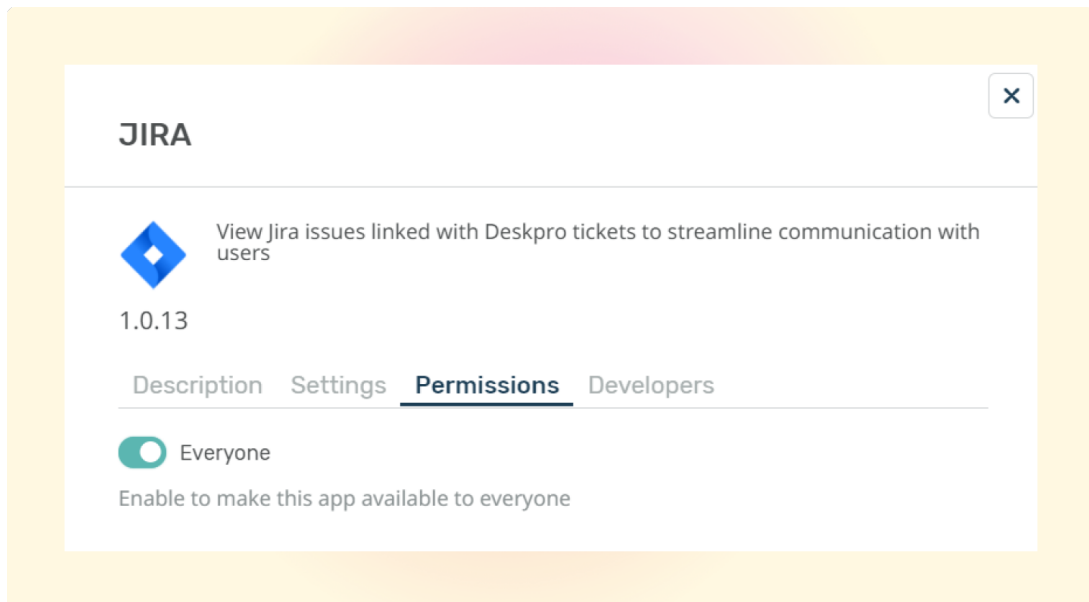 JIRA
View Jira issues linked with Deskpro tickets to streamline communication with
users
1.0.13
Description Settings Permissions Developers
Everyone
Enable to make this app available to everyone